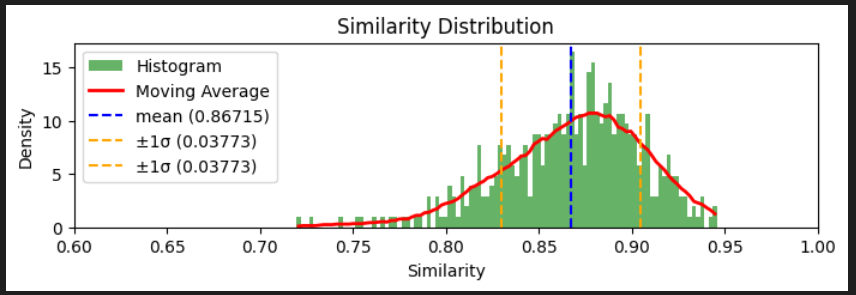 Similarity Distribution
Histogram
Moving Average
mean (0.86715)
±1σ (0.03773)
±1σ (0.03773)
Density
15
10
5
0
0.60 0.65 0.70 0.75 0.80 0.85 0.90 0.95 1.00
Similarity